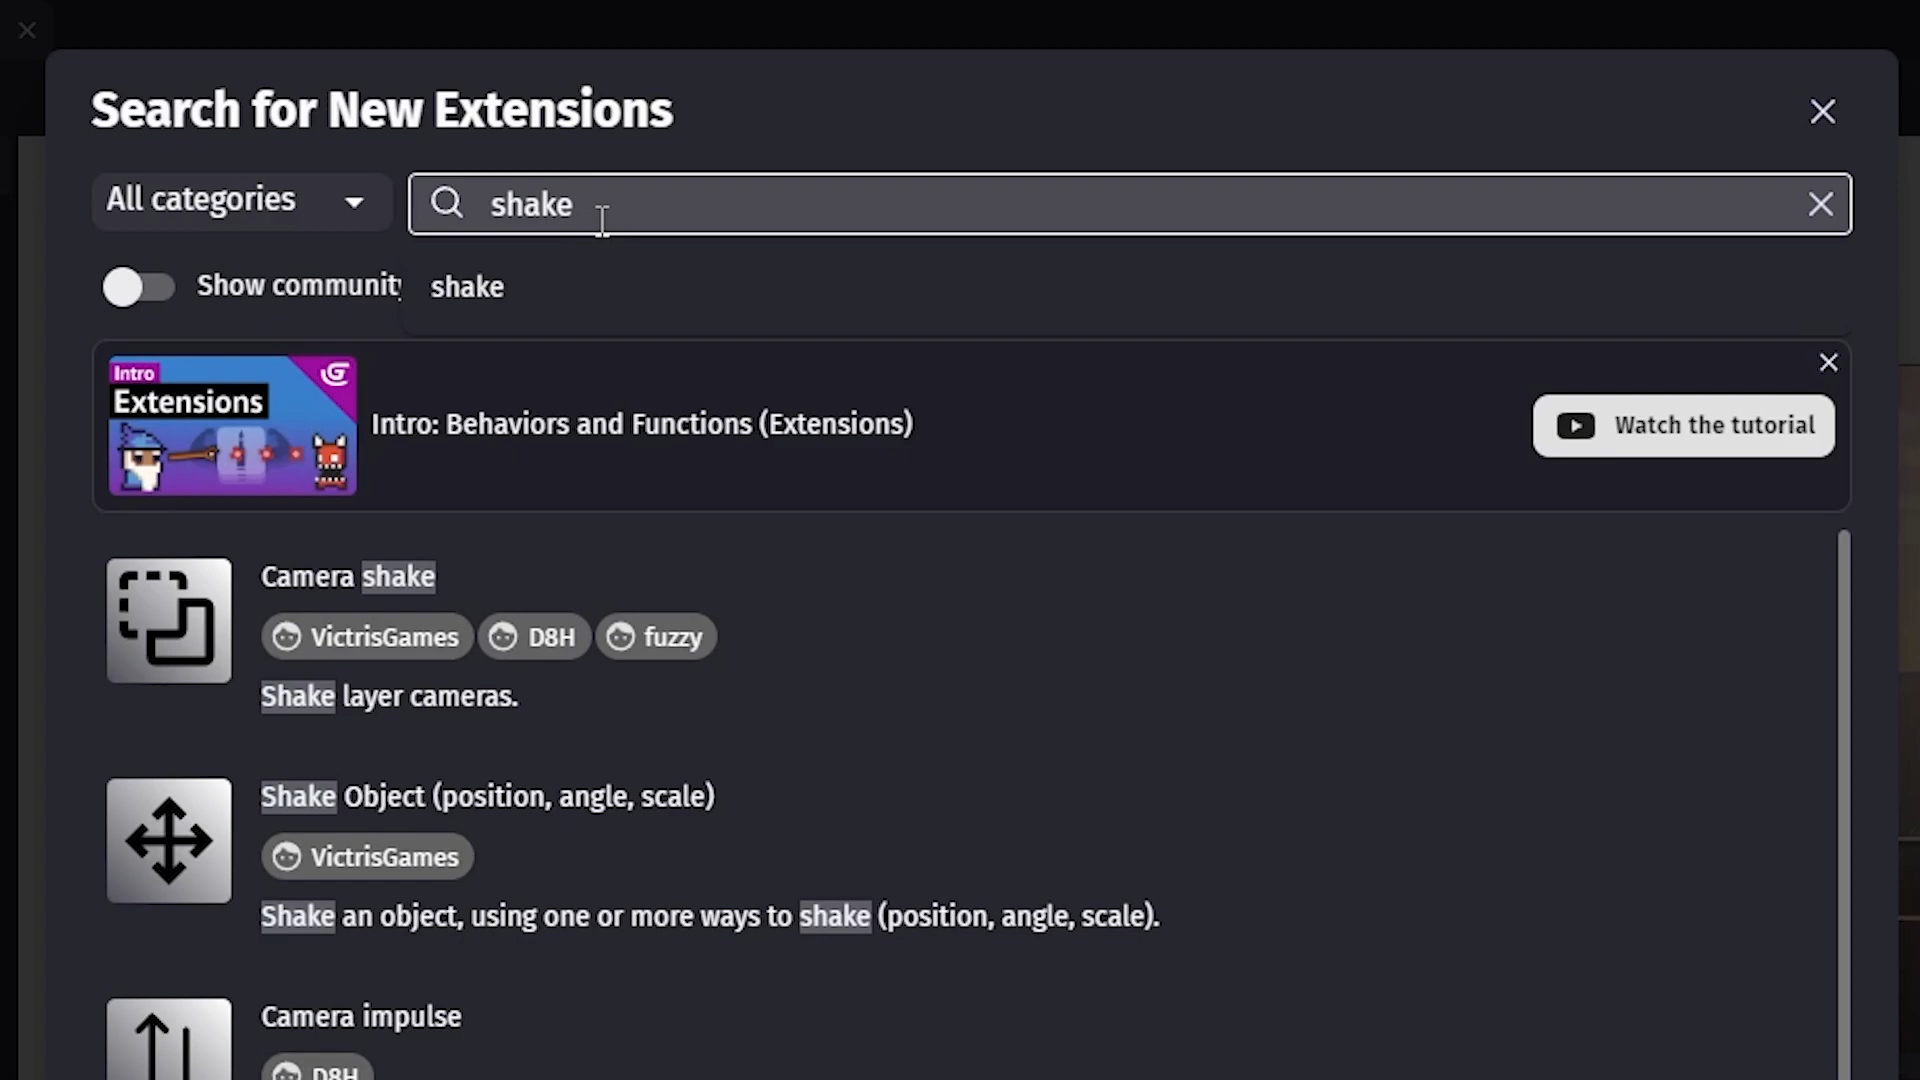 Search for New Extensions
All categories
shake
Show community
shake
Intro
Extensions
Intro: Behaviors and Functions (Extensions)
Watch the tutorial
Camera shake
VictrisGames D8H fuzzy
Shake layer cameras.
Shake Object (position, angle, scale)
VictrisGames
Shake an object, using one or more ways to shake (position, angle, scale).
Camera impulse
D8H